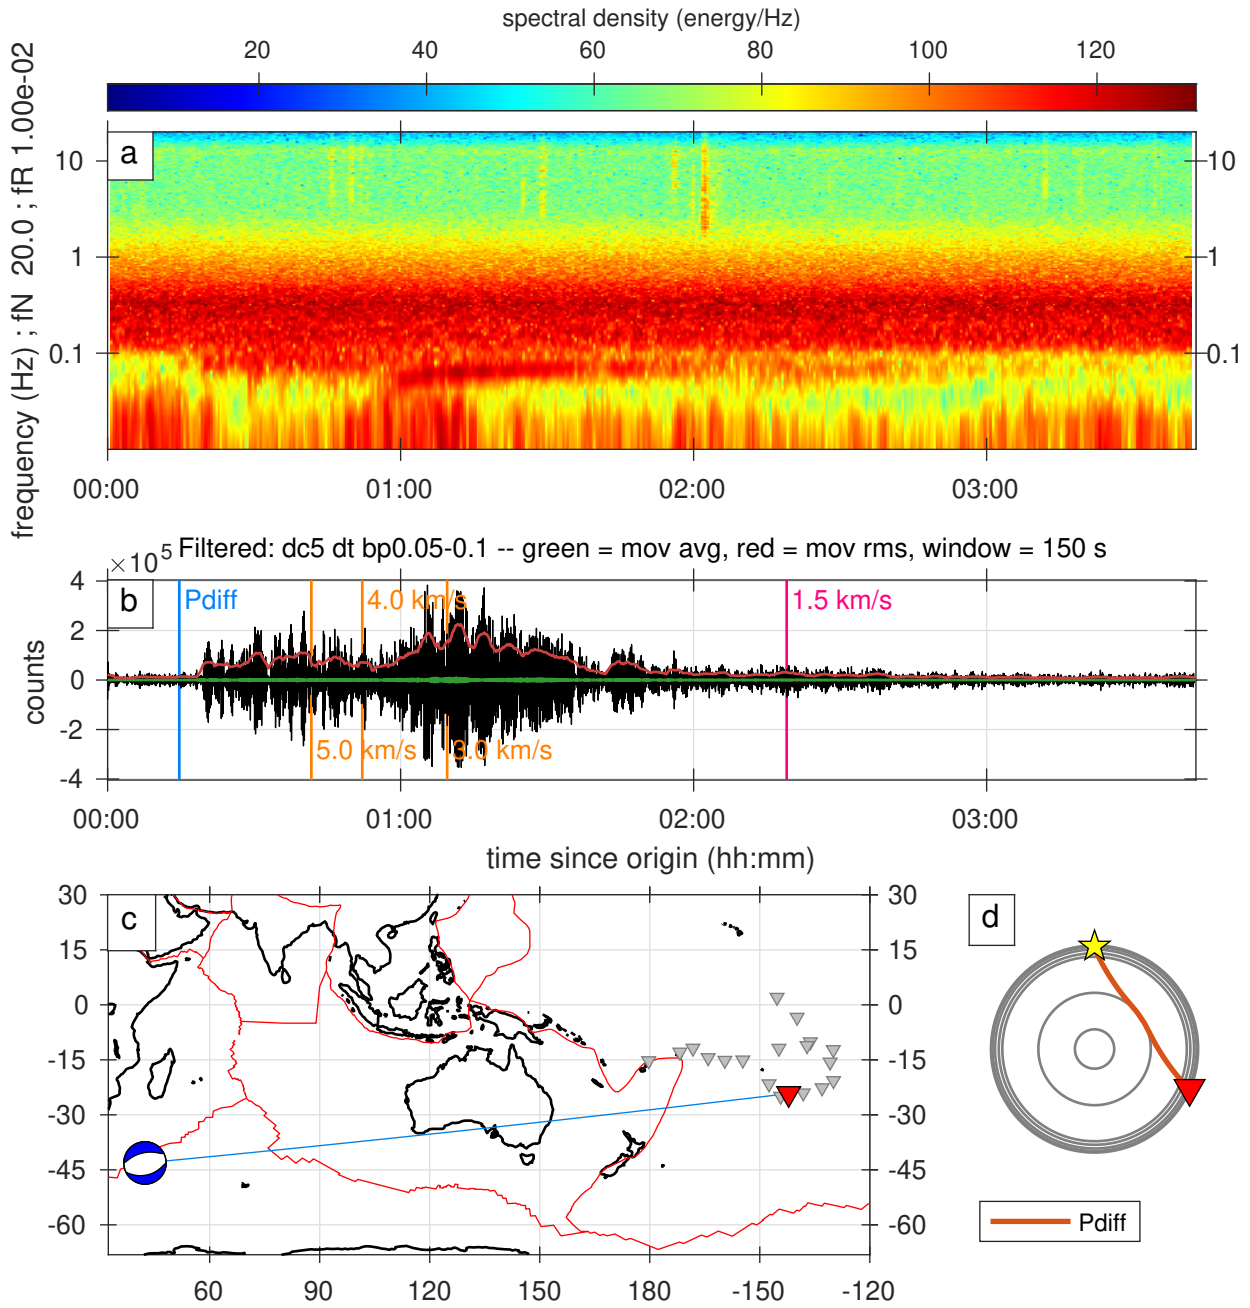 spectral density (energy/Hz)
20 40 60 80 100 120
frequency (Hz) ; fN 20.0 ; fR 1.00e-02
a
10 10
1 1
0.1 0.1
00:00 01:00 02:00 03:00
×10^5 Filtered: dc5 dt bp0.05-0.1 -- green = mov avg, red = mov rms, window = 150 s
b
counts
4
2
0
-2
-4
Pdiff 4.0 km/s 1.5 km/s
5.0 km/s 3.0 km/s
00:00 01:00 02:00 03:00
time since origin (hh:mm)
c
30 30
15 15
0 0
-15 -15
-30 -30
-45 -45
-60 -60
60 90 120 150 180 -150 -120
d
Pdiff